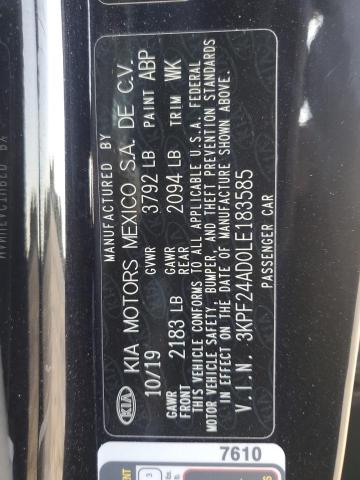 MANUFACTURED BY
KIA KIA MOTORS MEXICO S.A. DE C.V.
10/19 GVWR 3792 LB PAINT ABP
GAWR FRONT 2183 LB GAWR REAR 2094 LB TRIM WK
THIS VEHICLE CONFORMS TO ALL APPLICABLE U.S.A. FEDERAL
MOTOR VEHICLE SAFETY, BUMPER, AND THEFT PREVENTION STANDARDS
IN EFFECT ON THE DATE OF MANUFACTURE SHOWN ABOVE.
V.I.N. 3KPF24AD0LE183585
PASSENGER CAR
7610